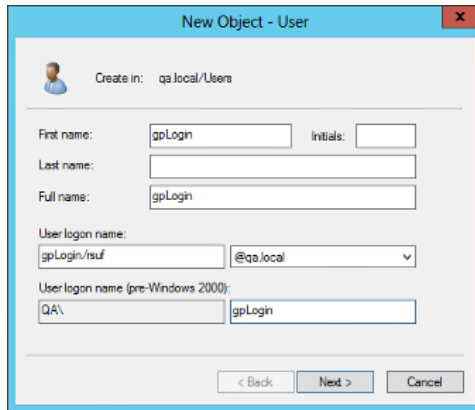 New Object - User
x
Create in: qa.local/Users
First name: gpLogin Initials:
Last name:
Full name: gpLogin
User logon name:
gpLogin/rsuf @qa.local
User logon name (pre-Windows 2000):
QA\ gpLogin
< Back Next > Cancel